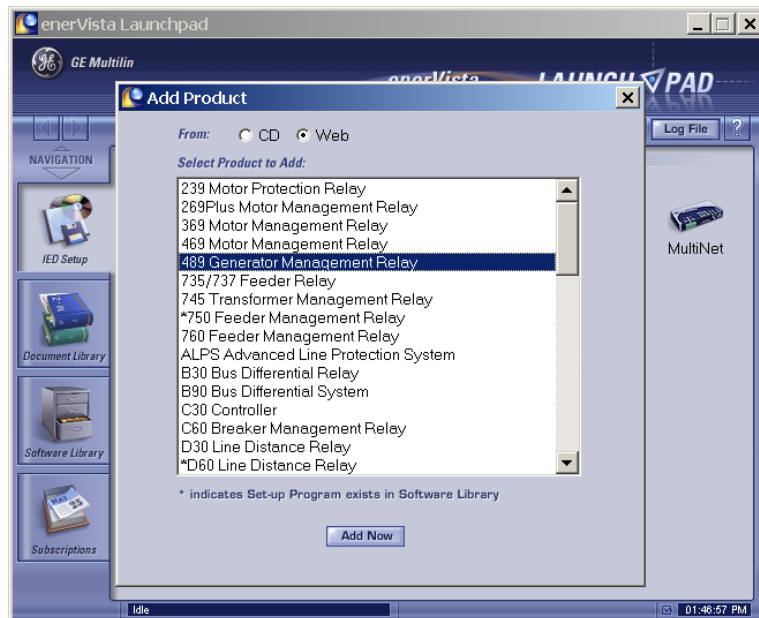 enerVista Launchpad
GE Multilin
enerVista LAUNCH PAD
Add Product
From: CD Web
Log File ?
NAVIGATION
Select Product to Add:
239 Motor Protection Relay
269Plus Motor Management Relay
369 Motor Management Relay
469 Motor Management Relay
489 Generator Management Relay
735/737 Feeder Relay
745 Transformer Management Relay
*750 Feeder Management Relay
760 Feeder Management Relay
ALPS Advanced Line Protection System
B30 Bus Differential Relay
B90 Bus Differential System
C30 Controller
C60 Breaker Management Relay
D30 Line Distance Relay
*D60 Line Distance Relay
* indicates Set-up Program exists in Software Library
Add Now
IED Setup
Document Library
Software Library
MAY 25
Subscriptions
MultiNet
Idle
01:46:57 PM